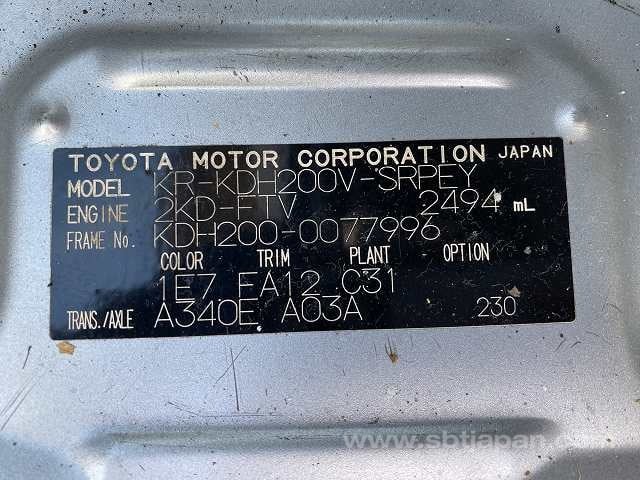 TOYOTA MOTOR CORPORATION JAPAN
MODEL KR-KDH200V-SRPEY
ENGINE 2KD-FTV 2494 mL
FRAME No. KDH200-0077996
COLOR TRIM PLANT OPTION
1E7 FA12 C31
TRANS./AXLE A340E A03A 230
www.sbtjapan.com